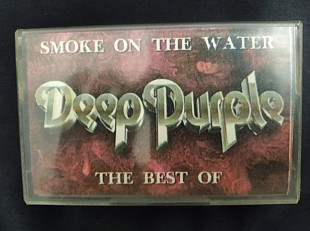 SMOKE ON THE WATER
Deep Purple
THE BEST OF